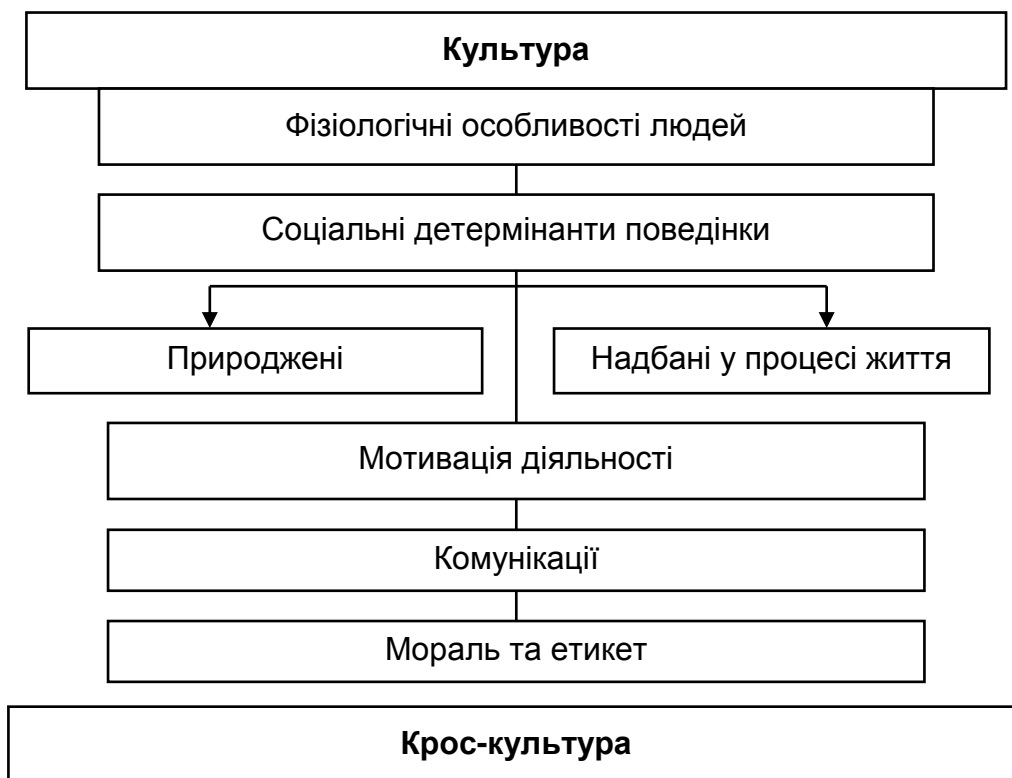 Культура
Фізіологічні особливості людей
Соціальні детермінанти поведінки
Природжені
Надбані у процесі життя
Мотивація діяльності
Комунікації
Мораль та етикет
Крос-культура